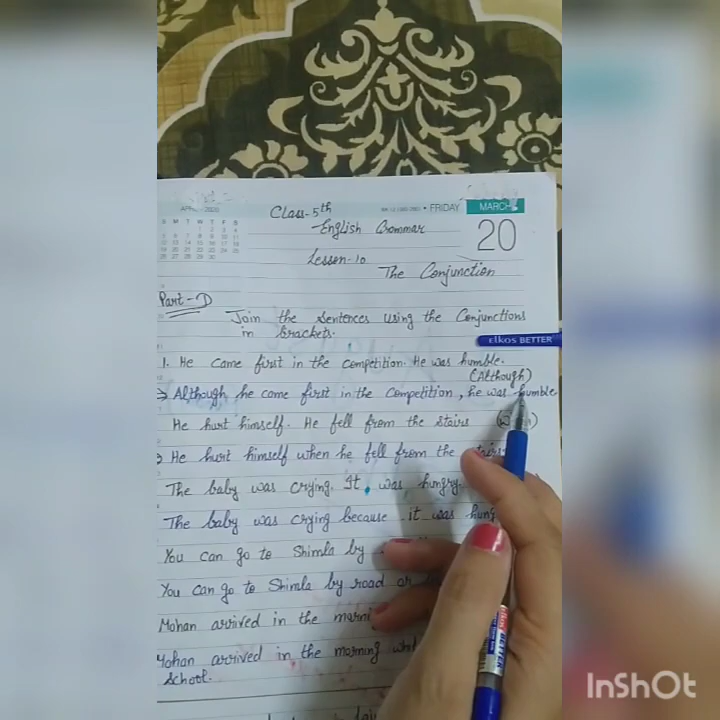 APRIL 2020
FRIDAY
MARCH
S M T W T F S
20
Class-5th
English Grammar
Lesson-10
The Conjunction
Part-D
Join the sentences using the Conjunctions
in brackets.
elkos BETTER
1. He came first in the competition. He was humble.
(Although)
Although he came first in the competition, he was humble
He hurt himself. He fell from the stairs
He hurt himself when he fell from the stairs
The baby was crying. It was hungry.
The baby was crying because it was
You can go to Shimla by
You can go to Shimla by road or
Mohan arrived in the
Mohan arrived in the morning
School.
InShOt